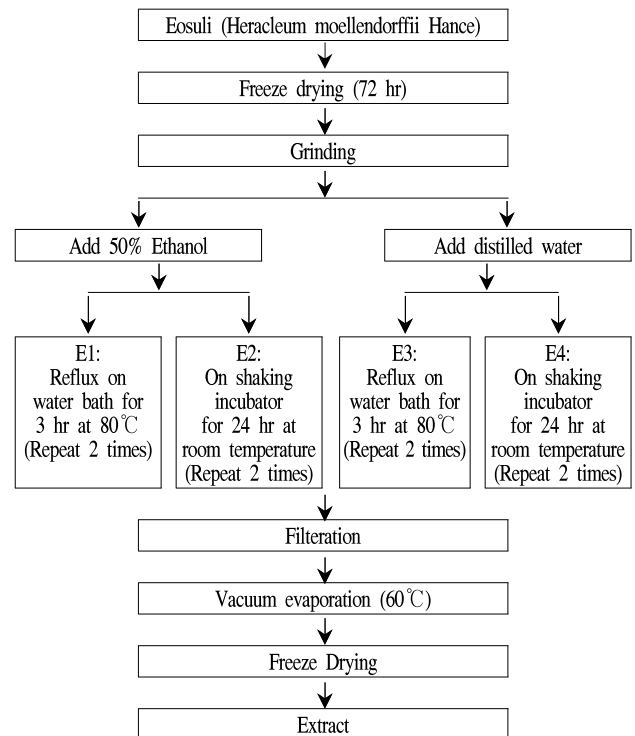 Eosuli (Heracleum moellendorffii Hance)
Freeze drying (72 hr)
Grinding
Add 50% Ethanol
Add distilled water
E1:
Reflux on
water bath for
3 hr at 80℃
(Repeat 2 times)
E2:
On shaking
incubator
for 24 hr at
room temperature
(Repeat 2 times)
E3:
Reflux on
water bath for
3 hr at 80℃
(Repeat 2 times)
E4:
On shaking
incubator
for 24 hr at
room temperature
(Repeat 2 times)
Filteration
Vacuum evaporation (60℃)
Freeze Drying
Extract